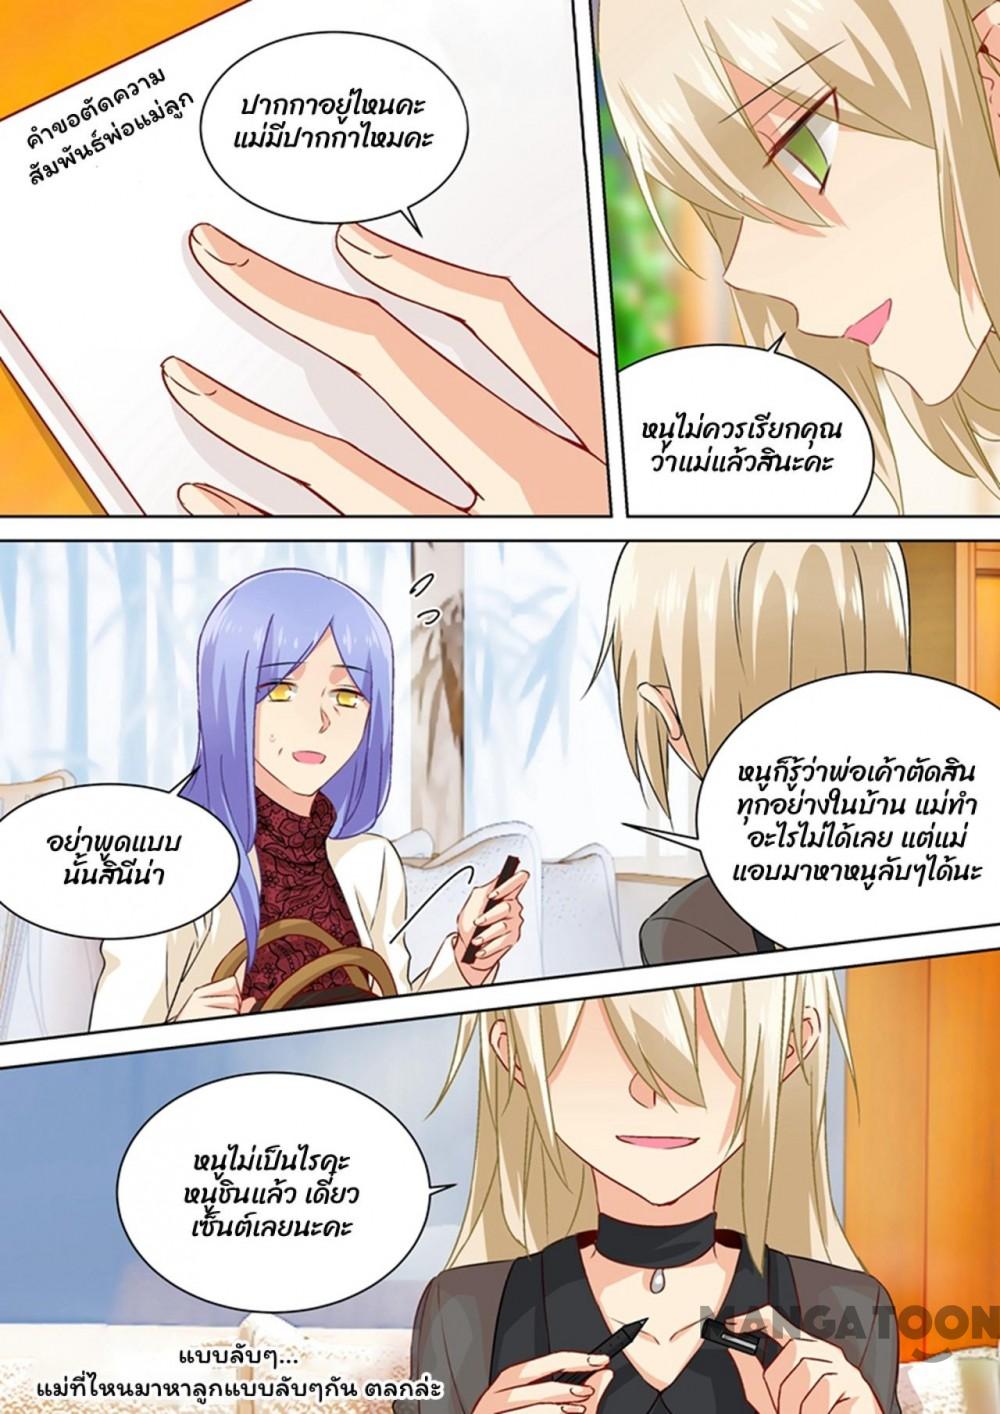 คำขอตัดความ
สัมพันธ์พ่อแม่ลูก
ปากกาอยู่ไหนคะ
แม่มีปากกาไหมคะ
หนูไม่ควรเรียกคุณ
ว่าแม่แล้วสินะคะ
อย่าพูดแบบ
นั้นสินีน่า
หนูก็รู้ว่าพ่อเค้าตัดสิน
ทุกอย่างในบ้าน แม่ทำ
อะไรไม่ได้เลย แต่แม่
แอบมาหาหนูลับๆได้นะ
หนูไม่เป็นไรคะ
หนูชินแล้ว เดี๋ยว
เซ็นต์เลยนะคะ
แบบลับๆ...
แม่ที่ไหนมาหาลูกแบบลับๆกัน ตลกล่ะ
MANGATOON